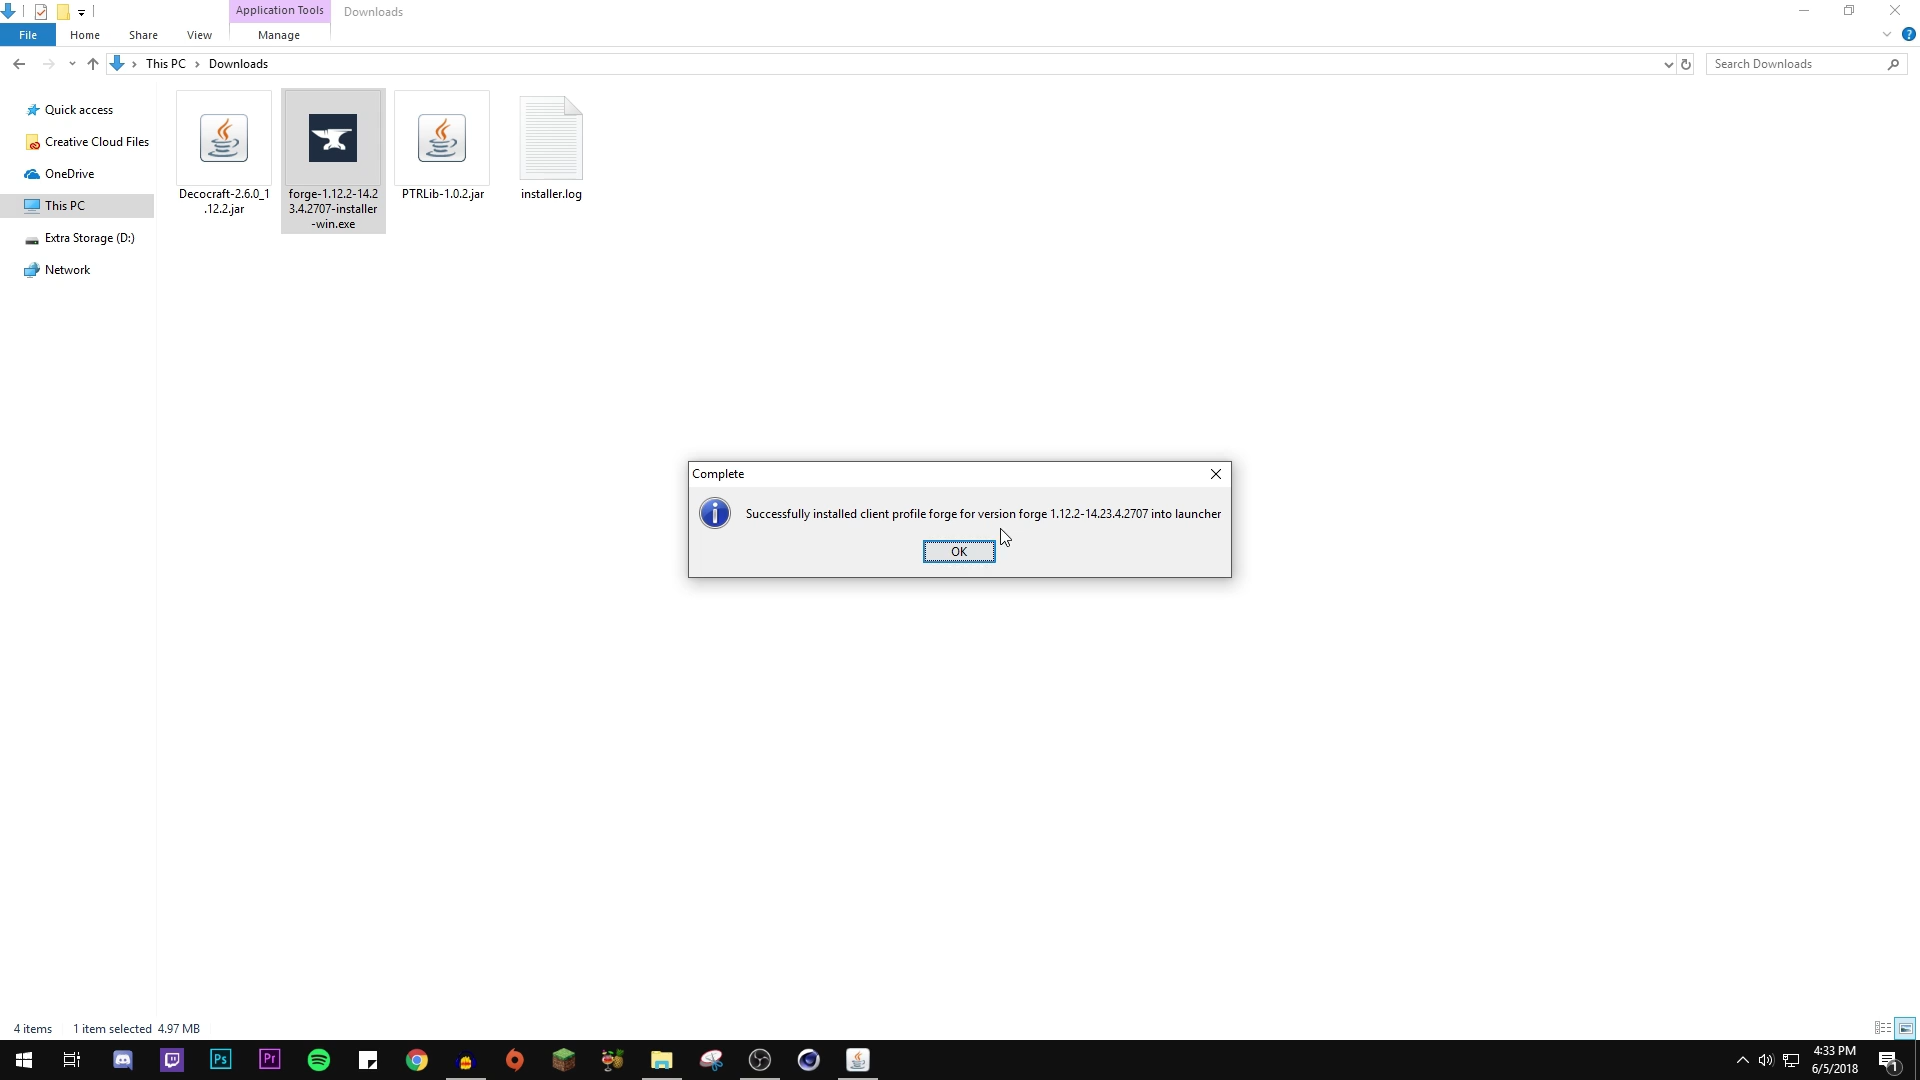 Application Tools
Downloads
File
Home
Share
View
Manage
?
This PC
Downloads
Search Downloads
Quick access
Creative Cloud Files
OneDrive
This PC
Extra Storage (D:)
Network
Decocraft-2.6.0_1
.12.2.jar
forge-1.12.2-14.2
3.4.2707-installer
-win.exe
PTRLib-1.0.2.jar
installer.log
Complete
Successfully installed client profile forge for version forge 1.12.2-14.23.4.2707 into launcher
OK
4 items
1 item selected 4.97 MB
Ps
Pr
4:33 PM
6/5/2018
1